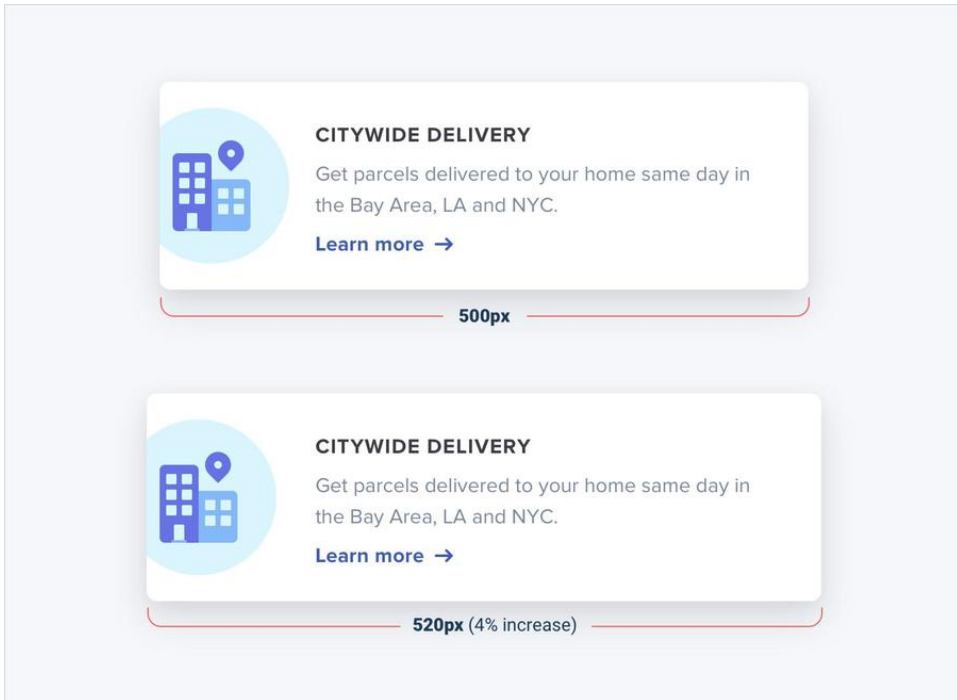 CITYWIDE DELIVERY
Get parcels delivered to your home same day in
the Bay Area, LA and NYC.
Learn more →
500px
CITYWIDE DELIVERY
Get parcels delivered to your home same day in
the Bay Area, LA and NYC.
Learn more →
520px (4% increase)